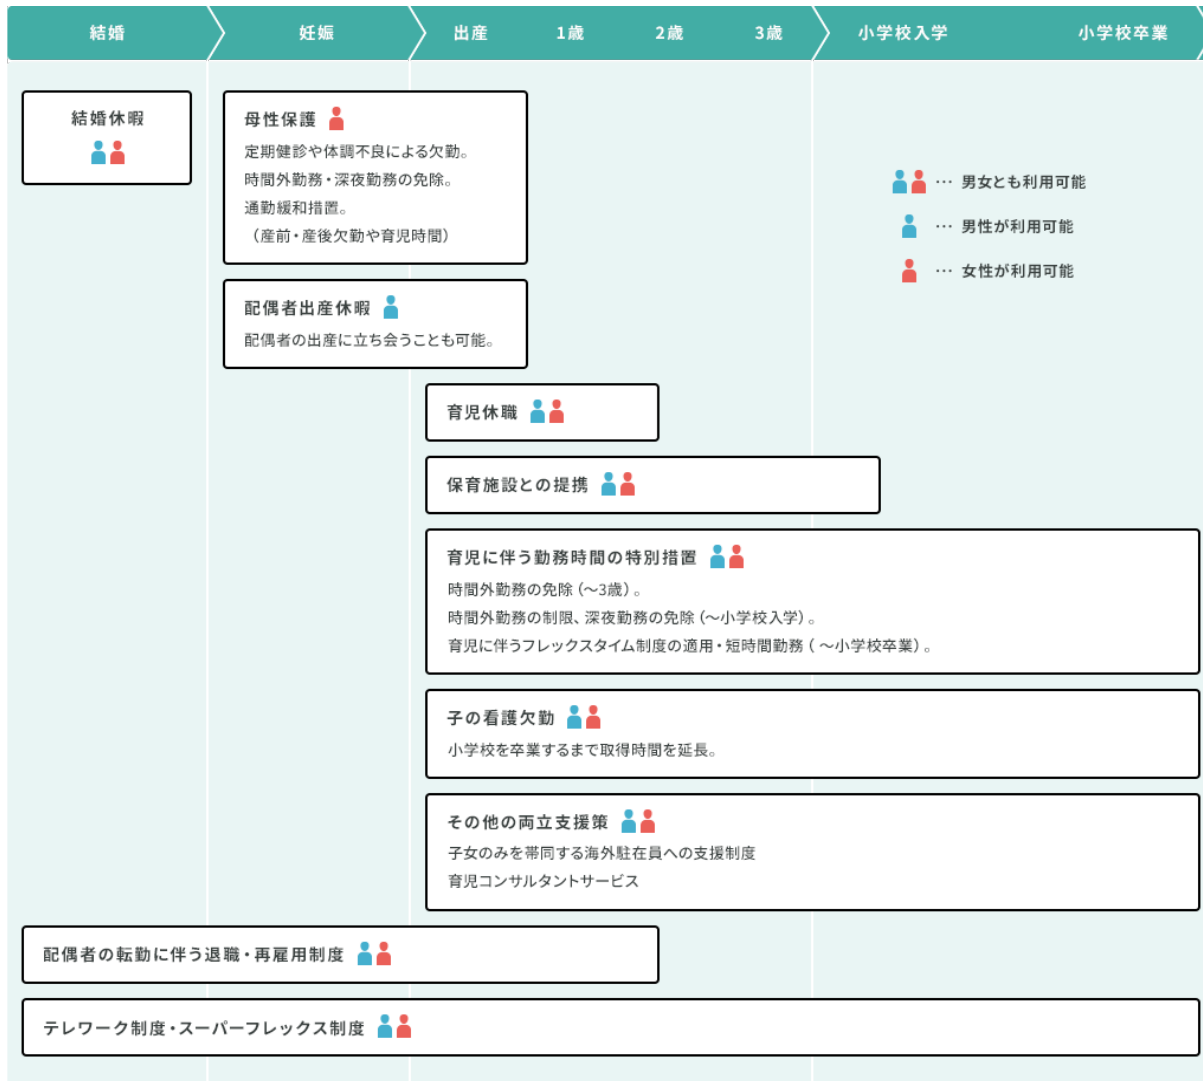 結婚
妊娠
出産
1歳
2歳
3歳
小学校入学
小学校卒業
結婚休暇
母性保護
定期健診や体調不良による欠勤。
時間外勤務・深夜勤務の免除。
通勤緩和措置。
（産前・産後欠勤や育児時間）
… 男女とも利用可能
… 男性が利用可能
… 女性が利用可能
配偶者出産休暇
配偶者の出産に立ち会うことも可能。
育児休職
保育施設との提携
育児に伴う勤務時間の特別措置
時間外勤務の免除（～3歳）。
時間外勤務の制限、深夜勤務の免除（～小学校入学）。
育児に伴うフレックスタイム制度の適用・短時間勤務（ ～小学校卒業）。
子の看護欠勤
小学校を卒業するまで取得時間を延長。
その他の両立支援策
子女のみを帯同する海外駐在員への支援制度
育児コンサルタントサービス
配偶者の転勤に伴う退職・再雇用制度
テレワーク制度・スーパーフレックス制度